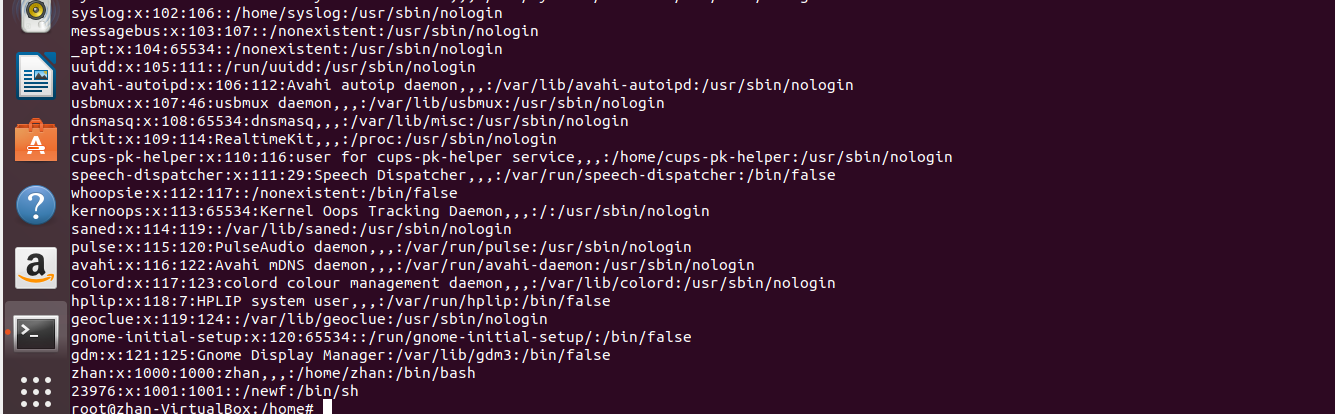 syslog:x:102:106::/home/syslog:/usr/sbin/nologin
messagebus:x:103:107::/nonexistent:/usr/sbin/nologin
_apt:x:104:65534::/nonexistent:/usr/sbin/nologin
uuidd:x:105:111::/run/uuidd:/usr/sbin/nologin
avahi-autoipd:x:106:112:Avahi autoip daemon,,,:/var/lib/avahi-autoipd:/usr/sbin/nologin
usbmux:x:107:46:usbmux daemon,,,:/var/lib/usbmux:/usr/sbin/nologin
dnsmasq:x:108:65534:dnsmasq,,,:/var/lib/misc:/usr/sbin/nologin
rtkit:x:109:114:RealtimeKit,,,:/proc:/usr/sbin/nologin
cups-pk-helper:x:110:116:user for cups-pk-helper service,,,:/home/cups-pk-helper:/usr/sbin/nologin
speech-dispatcher:x:111:29:Speech Dispatcher,,,:/var/run/speech-dispatcher:/bin/false
whoopsie:x:112:117::/nonexistent:/bin/false
kernoops:x:113:65534:Kernel Oops Tracking Daemon,,,:/:/usr/sbin/nologin
saned:x:114:119::/var/lib/saned:/usr/sbin/nologin
pulse:x:115:120:PulseAudio daemon,,,:/var/run/pulse:/usr/sbin/nologin
avahi:x:116:122:Avahi mDNS daemon,,,:/var/run/avahi-daemon:/usr/sbin/nologin
colord:x:117:123:colord colour management daemon,,,:/var/lib/colord:/usr/sbin/nologin
hplip:x:118:7:HPLIP system user,,,:/var/run/hplip:/bin/false
geoclue:x:119:124::/var/lib/geoclue:/usr/sbin/nologin
gnome-initial-setup:x:120:65534::/run/gnome-initial-setup/:/bin/false
gdm:x:121:125:Gnome Display Manager:/var/lib/gdm3:/bin/false
zhan:x:1000:1000:zhan,,,:/home/zhan:/bin/bash
23976:x:1001:1001::/newf:/bin/sh
root@zhan-VirtualBox:/home#